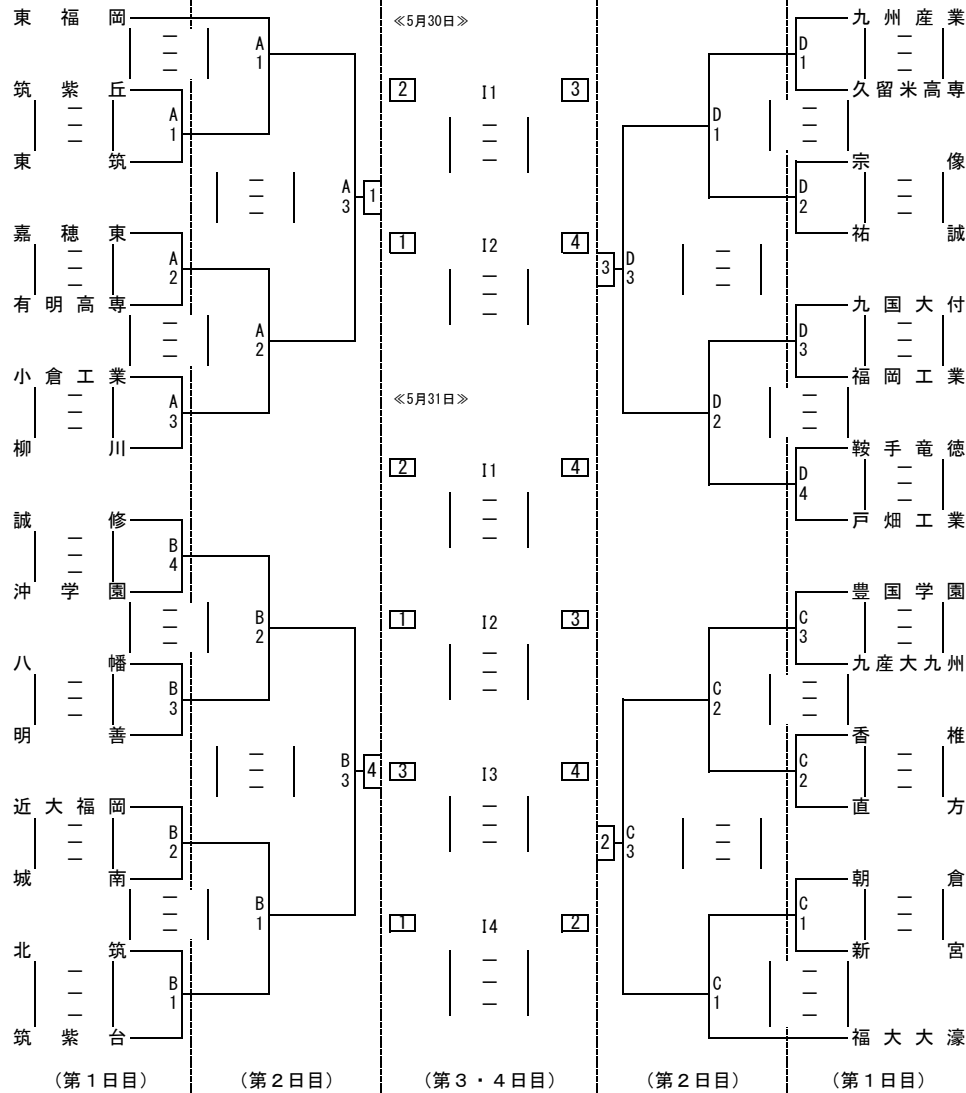 東福岡
筑紫丘
東筑
嘉穂東
有明高専
小倉工業
柳川
誠修
沖学園
八幡
明善
近大福岡
城南
北筑
筑紫台
A1
A2
A3
B4
B3
B2
B1
A1
A2
B2
B1
A3
1
B3
4
≪5月30日≫
2 I1 3
1 I2 4
≪5月31日≫
2 I1 4
1 I2 3
3 I3 4
1 I4 2
3
D3
2
C3
D1
D2
C2
C1
D1
D2
D3
D4
C3
C2
C1
九州産業
久留米高専
宗像
祐誠
九国大付
福岡工業
鞍手竜徳
戸畑工業
豊国学園
九産大九州
香椎
直方
朝倉
新宮
福大大濠
(第1日目)
(第2日目)
(第3・4日目)
(第2日目)
(第1日目)